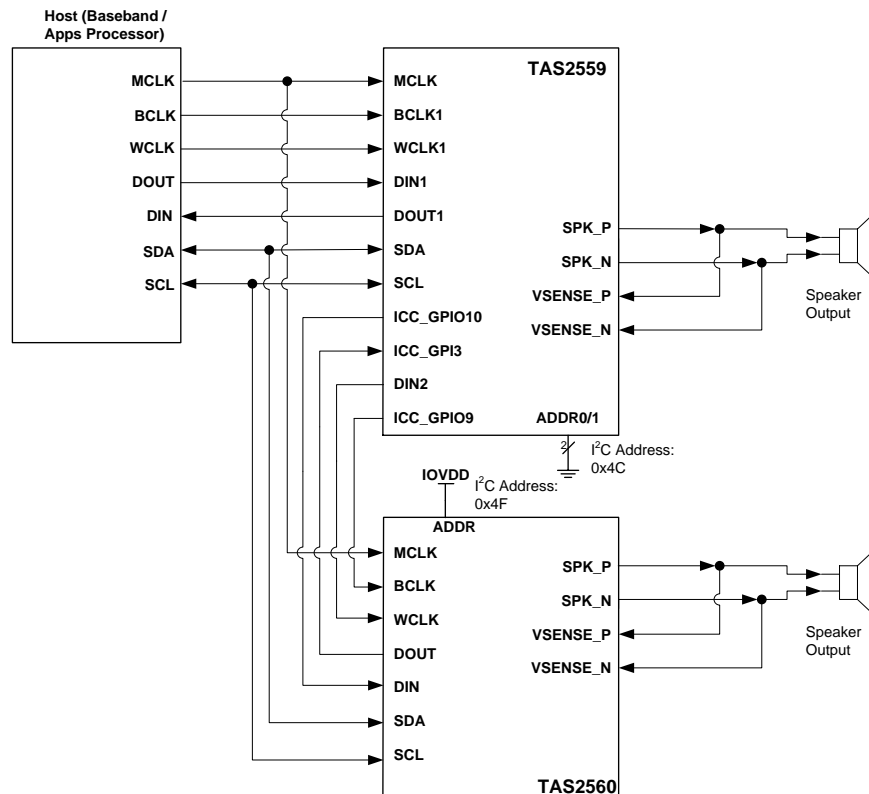 Host (Baseband /
Apps Processor)
MCLK
BCLK
WCLK
DOUT
DIN
SDA
SCL
TAS2559
MCLK
BCLK1
WCLK1
DIN1
DOUT1
SDA
SCL
ICC_GPIO10
ICC_GPI3
DIN2
ICC_GPIO9
SPK_P
SPK_N
VSENSE_P
VSENSE_N
ADDR0/1
Speaker
Output
2
I²C Address:
0x4C
IOVDD
I²C Address:
0x4F
ADDR
MCLK
BCLK
WCLK
DOUT
DIN
SDA
SCL
SPK_P
SPK_N
VSENSE_P
VSENSE_N
Speaker
Output
TAS2560